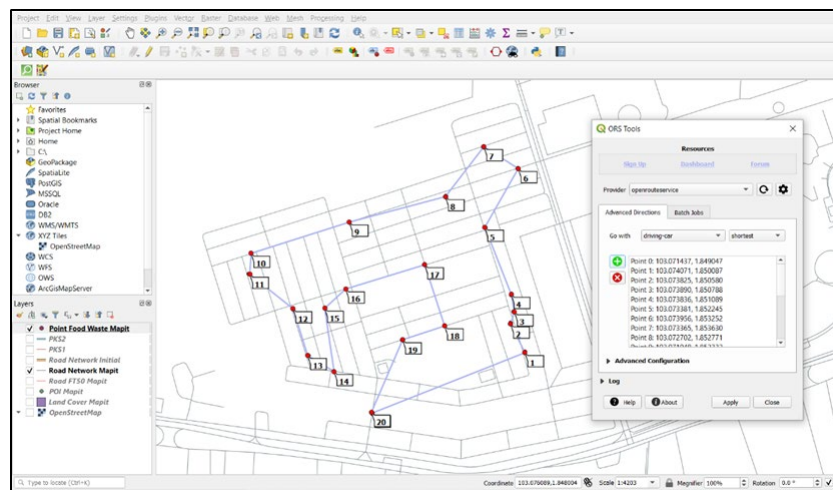 Project Edit View Layer Settings Plugins Vector Raster Database Web Mesh Processing Help
Browser
Favorites
Spatial Bookmarks
Project Home
Home
C:\
GeoPackage
SpatiaLite
PostGIS
MSSQL
Oracle
DB2
WMS/WMTS
XYZ Tiles
OpenStreetMap
WCS
WFS
OWS
ArcGisMapServer
Layers
Point Food Waste Mapit
PKS2
PKS1
Road Network Initial
Road Network Mapit
Road FT50 Mapit
POI Mapit
Land Cover Mapit
OpenStreetMap
7
6
8
9
5
10
11
17
16
4
12
15
3
2
18
19
1
13
14
20
ORS Tools
Resources
Sign Up Dashboard Forum
Provider openrouteservice
Advanced Directions Batch Jobs
Go with driving-car shortest
Point 0: 103.071437, 1.849047
Point 1: 103.074071, 1.850087
Point 2: 103.073825, 1.850580
Point 3: 103.073890, 1.850788
Point 4: 103.073836, 1.851089
Point 5: 103.073381, 1.852245
Point 6: 103.073956, 1.853252
Point 7: 103.073365, 1.853630
Point 8: 103.072702, 1.852771
Advanced Configuration
Log
Help About Apply Close
Type to locate (Ctrl+K) Coordinate Scale 1:4203 Magnifier 100% Rotation 0.0 °